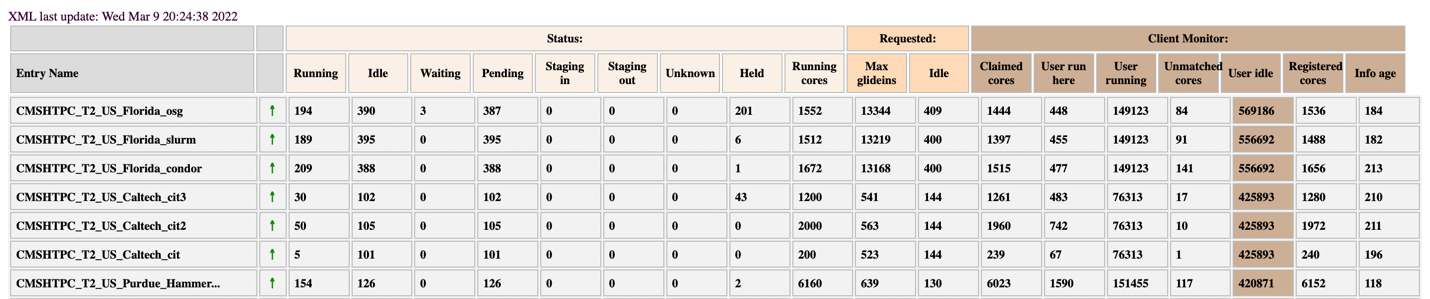 XML last update: Wed Mar 9 20:24:38 2022
Status: Requested: Client Monitor:
Entry Name Running Idle Waiting Pending Staging in Staging out Unknown Held Running cores Max glideins Idle Claimed cores User run here User running Unmatched cores User idle Registered cores Info age
CMSHTPC_T2_US_Florida_osg ↑ 194 390 3 387 0 0 0 201 1552 13344 409 1444 448 149123 84 569186 1536 184
CMSHTPC_T2_US_Florida_slurm ↑ 189 395 0 395 0 0 0 6 1512 13219 400 1397 455 149123 91 556692 1488 182
CMSHTPC_T2_US_Florida_condor ↑ 209 388 0 388 0 0 0 1 1672 13168 400 1515 477 149123 141 556692 1656 213
CMSHTPC_T2_US_Caltech_cit3 ↑ 30 102 0 102 0 0 0 43 1200 541 144 1261 483 76313 17 425893 1280 210
CMSHTPC_T2_US_Caltech_cit2 ↑ 50 105 0 105 0 0 0 0 2000 563 144 1960 742 76313 10 425893 1972 211
CMSHTPC_T2_US_Caltech_cit ↑ 5 101 0 101 0 0 0 0 200 523 144 239 67 76313 1 425893 240 196
CMSHTPC_T2_US_Purdue_Hammer... ↑ 154 126 0 126 0 0 0 2 6160 639 130 6023 1590 151455 117 420871 6152 118